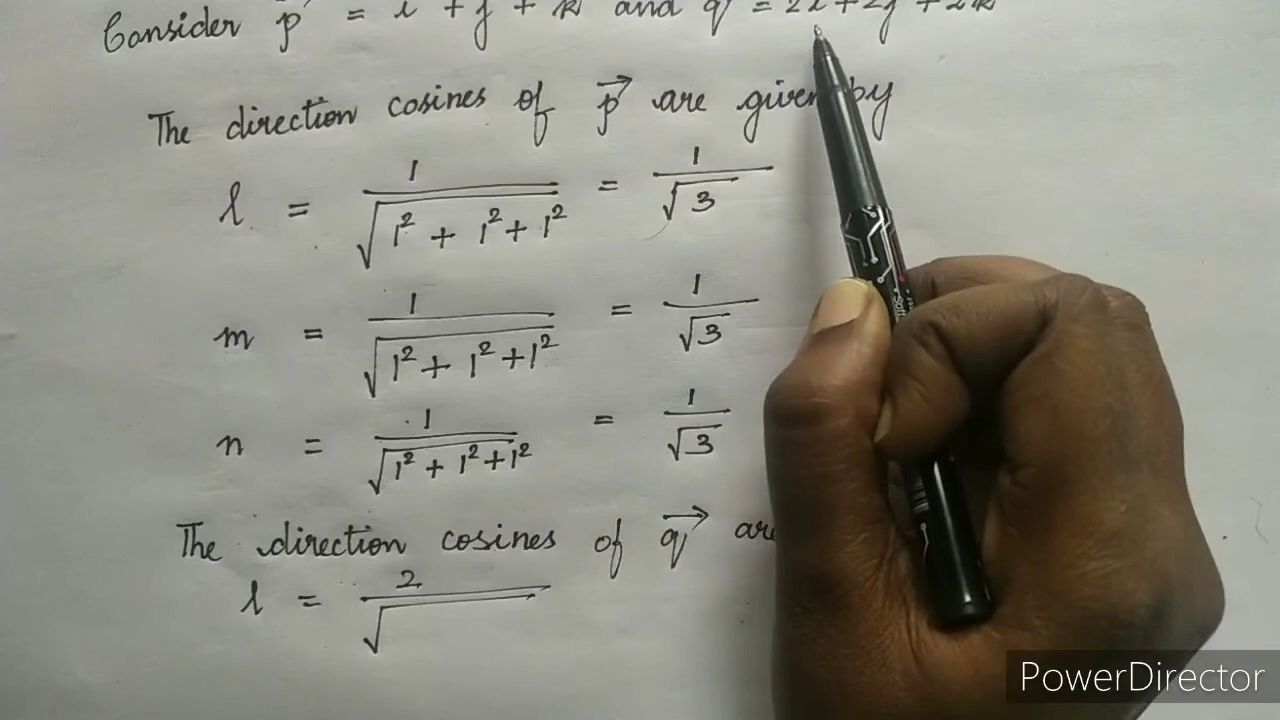 Consider p⃗ = i + j + k and q⃗ = 2i + 2j + 2k
The direction cosines of p⃗ are given by
l = 1/√(1² + 1² + 1²) = 1/√3
m = 1/√(1² + 1² + 1²) = 1/√3
n = 1/√(1² + 1² + 1²) = 1/√3
The direction cosines of q⃗ are
l = 2/√
PowerDirector